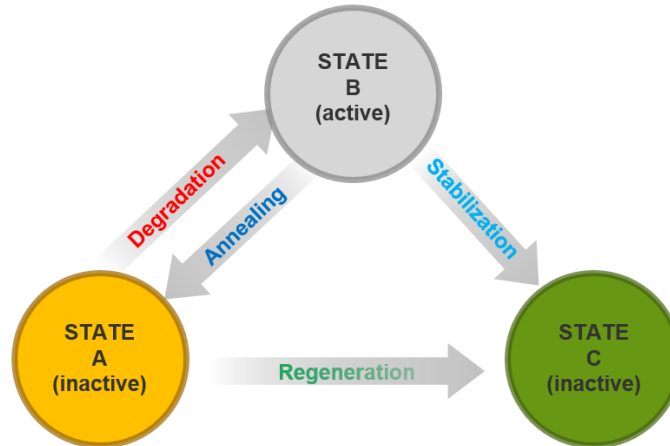 STATE
B
(active)
Degradation
Annealing
Stabilization
STATE
A
(inactive)
Regeneration
STATE
C
(inactive)